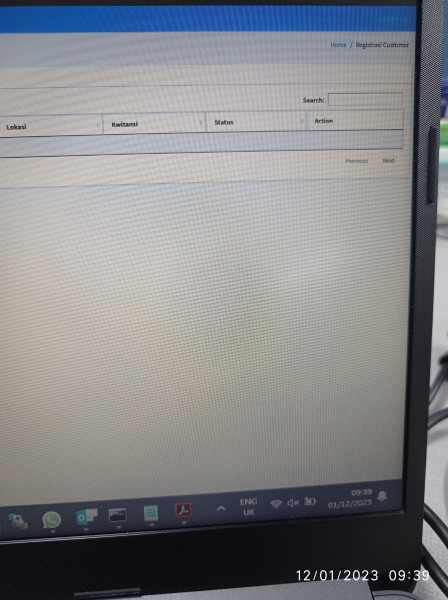 Home / Registrasi Customer
Search:
Lokasi Kwitansi Status Action
Previous Next
ENG 09:39
UK 01/12/2023
12/01/2023 09:39